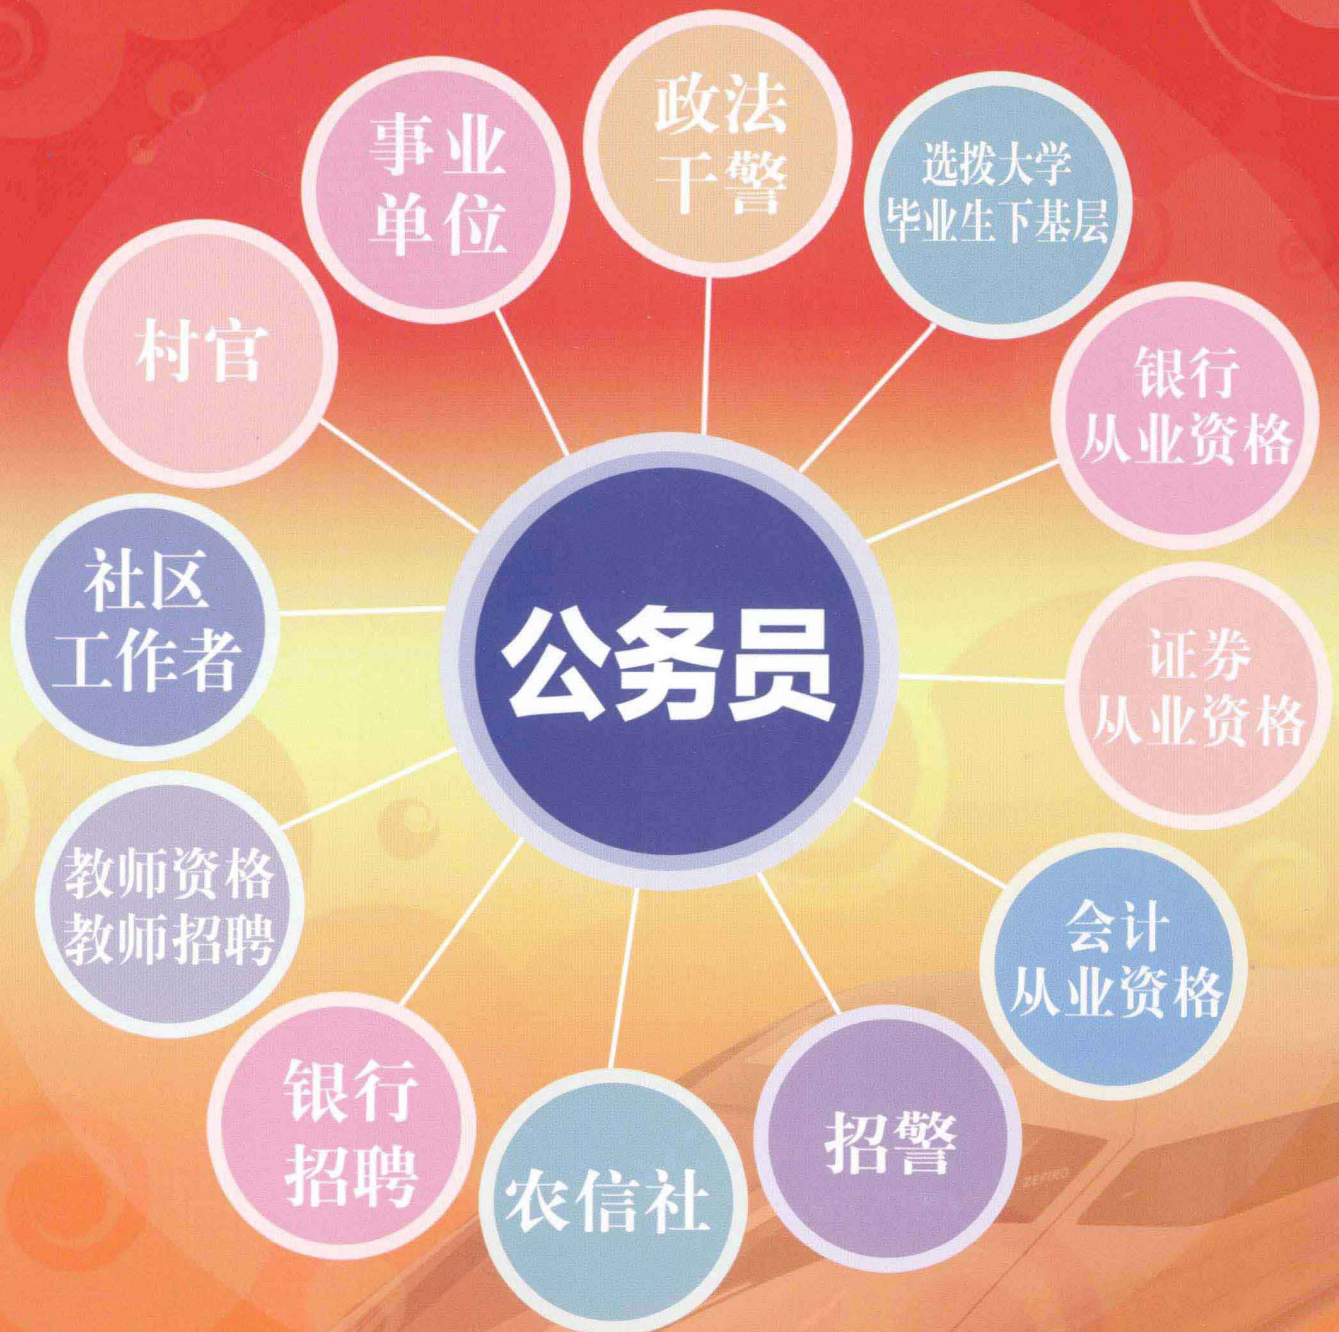 政法
干警
事业
单位
选拨大学
毕业生下基层
村官
银行
从业资格
社区
工作者
公务员
证券
从业资格
教师资格
教师招聘
会计
从业资格
银行
招聘
农信社
招警
ZEFIRO